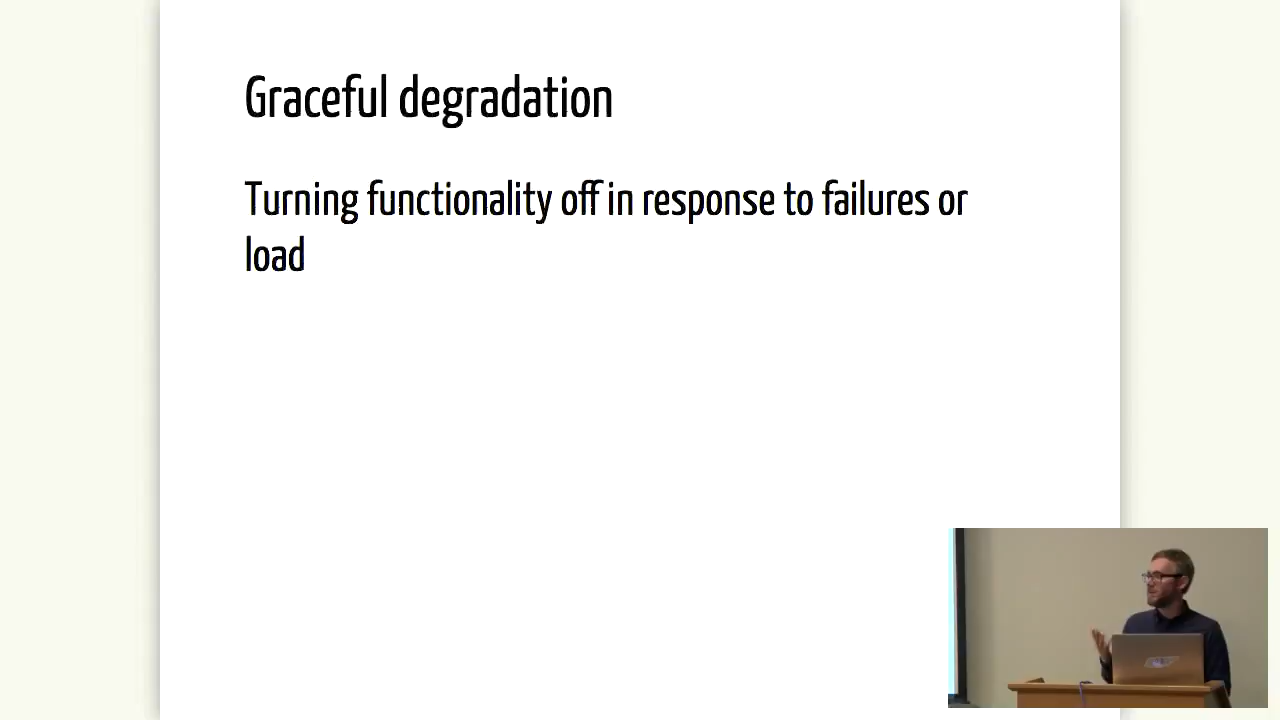 Graceful degradation
Turning functionality off in response to failures or
load